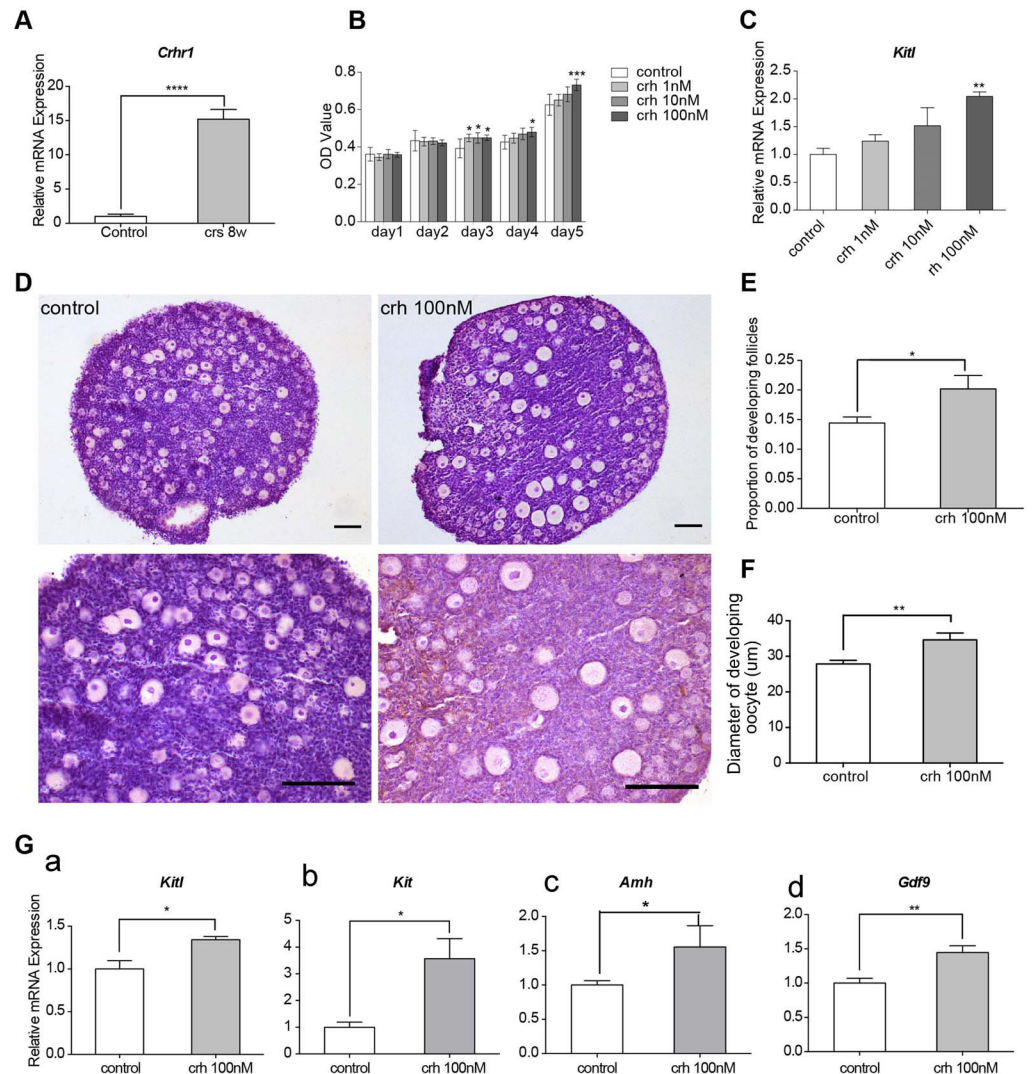 A
Crhr1
Relative mRNA Expression
20
15
10
5
0
****
Control
crs 8w
B
OD Value
0.8
0.6
0.4
0.2
0.0
* * *
*
***
day1
day2
day3
day4
day5
control
crh 1nM
crh 10nM
crh 100nM
C
Kitl
Relative mRNA Expression
2.5
2.0
1.5
1.0
0.5
0.0
**
control
crh 1nM
crh 10nM
rh 100nM
D
control
crh 100nM
E
Proportion of developing follicles
0.25
0.20
0.15
0.10
0.05
0.00
*
control
crh 100nM
F
Diameter of developing
oocyte (um)
40
30
20
10
0
**
control
crh 100nM
G
a
Kitl
Relative mRNA Expression
1.5
1.0
0.5
0.0
*
control
crh 100nM
b
Kit
5
4
3
2
1
0
*
control
crh 100nM
c
Amh
2.0
1.5
1.0
0.5
0.0
*
control
crh 100nM
d
Gdf9
2.0
1.5
1.0
0.5
0.0
**
control
crh 100nM